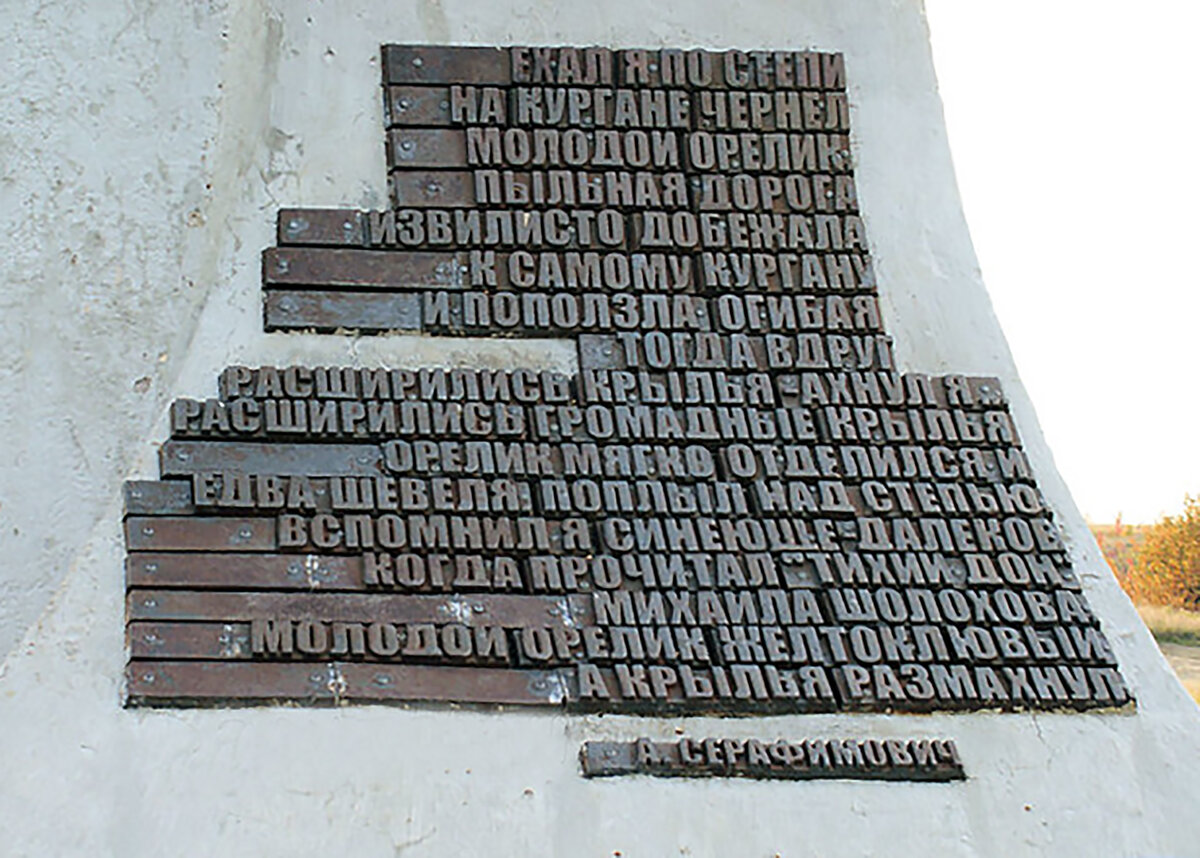 ЕХАЛ Я ПО СТЕПИ
НА КУРГАНЕ ЧЕРНЕЛ
МОЛОДОЙ ОРЕЛИК.
ПЫЛЬНАЯ ДОРОГА
ИЗВИЛИСТО ДОБЕЖАЛА
К САМОМУ КУРГАНУ
И ПОПОЛЗЛА ОГИБАЯ
ТОГДА ВДРУГ
РАСШИРИЛИСЬ КРЫЛЬЯ -АХНУЛ Я..
РАСШИРИЛИСЬ ГРОМАДНЫЕ КРЫЛЬЯ
ОРЕЛИК МЯГКО ОТДЕЛИЛСЯ И
ЕДВА ШЕВЕЛЯ, ПОПЛЫЛ НАД СТЕПЬЮ
ВСПОМНИЛ Я СИНЕЮЩЕ-ДАЛЕКОЕ
КОГДА ПРОЧИТАЛ "ТИХИЙ ДОН"
МИХАИЛА ШОЛОХОВА.
МОЛОДОЙ ОРЕЛИК ЖЕЛТОКЛЮВЫЙ
А КРЫЛЬЯ РАЗМАХНУЛ
А. СЕРАФИМОВИЧ